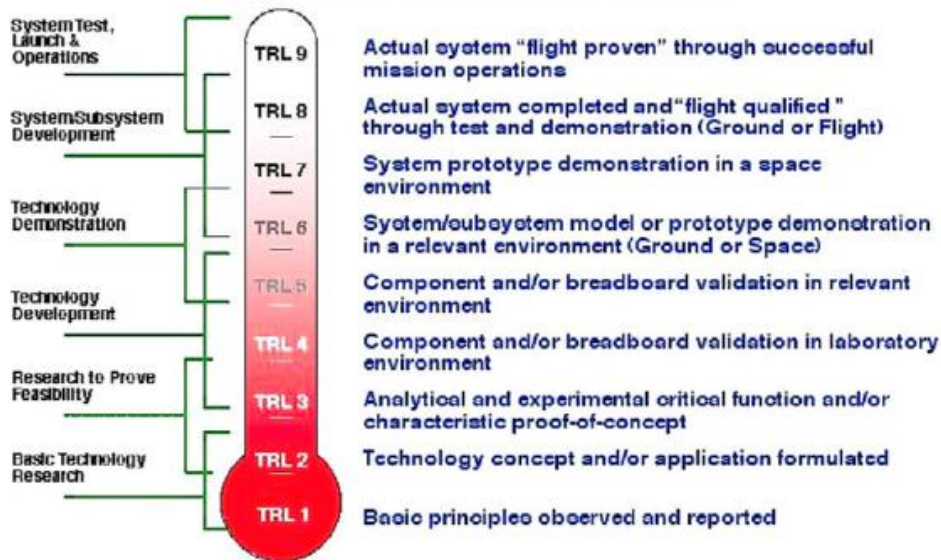 System Test,
Launch &
Operations
System/Subsystem
Development
Technology
Demonstration
Technology
Development
Research to Prove
Feasibility
Basic Technology
Research
TRL 9
TRL 8
TRL 7
TRL 6
TRL 5
TRL 4
TRL 3
TRL 2
TRL 1
Actual system “flight proven” through successful
mission operations
Actual system completed and “flight qualified ”
through test and demonstration (Ground or Flight)
System prototype demonstration in a space
environment
System/subsystem model or prototype demonstration
in a relevant environment (Ground or Space)
Component and/or breadboard validation in relevant
environment
Component and/or breadboard validation in laboratory
environment
Analytical and experimental critical function and/or
characteristic proof-of-concept
Technology concept and/or application formulated
Basic principles observed and reported